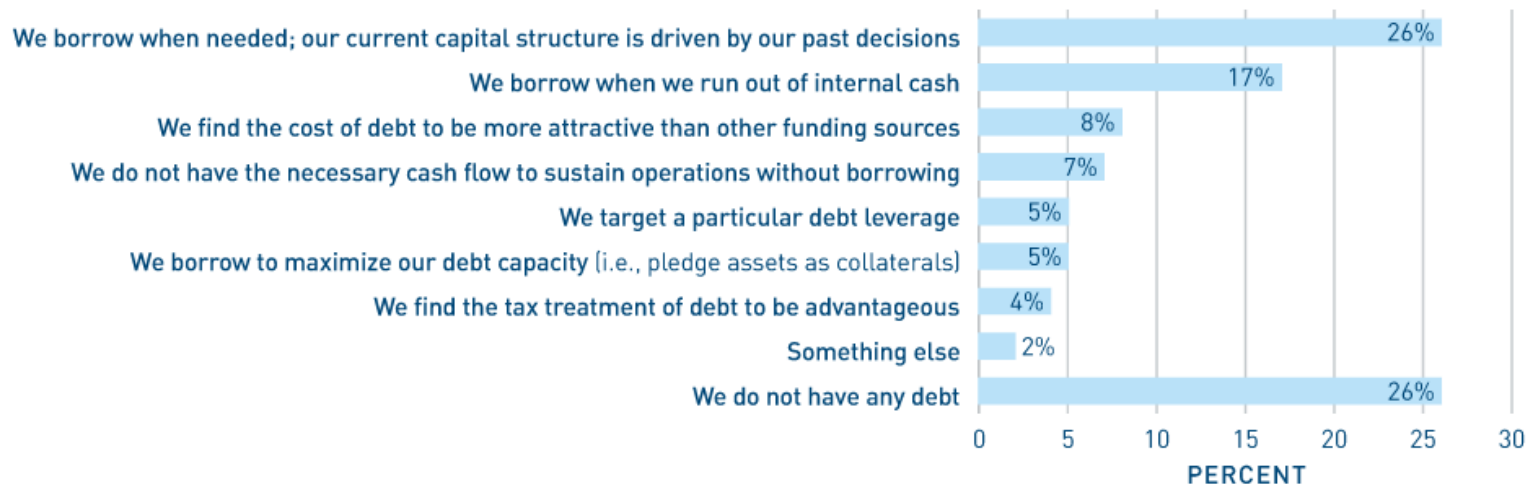 We borrow when needed; our current capital structure is driven by our past decisions 26%
We borrow when we run out of internal cash 17%
We find the cost of debt to be more attractive than other funding sources 8%
We do not have the necessary cash flow to sustain operations without borrowing 7%
We target a particular debt leverage 5%
We borrow to maximize our debt capacity (i.e., pledge assets as collaterals) 5%
We find the tax treatment of debt to be advantageous 4%
Something else 2%
We do not have any debt 26%
0 5 10 15 20 25 30
PERCENT